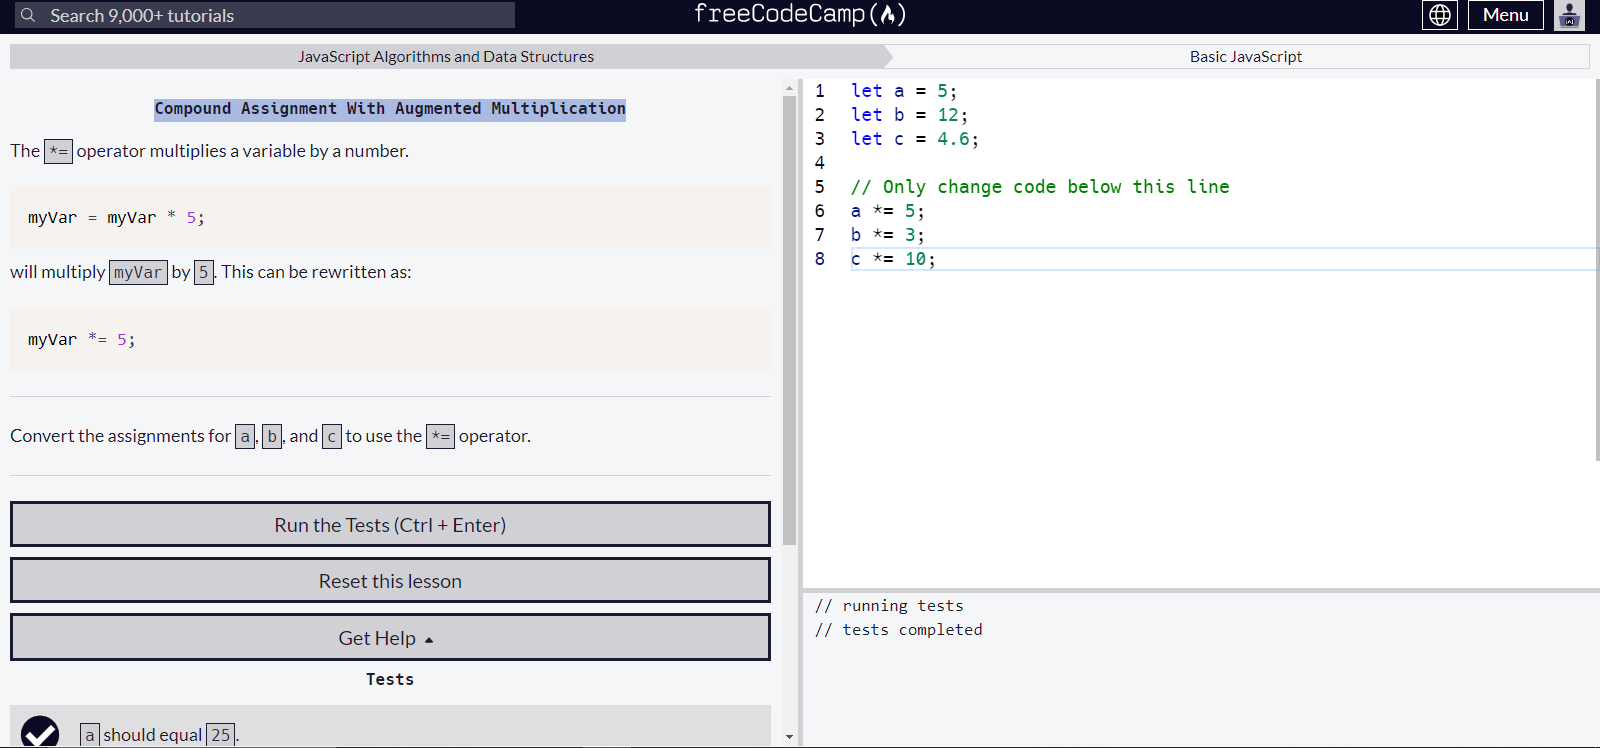 Search 9,000+ tutorials
freeCodeCamp
Menu
JavaScript Algorithms and Data Structures
Basic JavaScript
Compound Assignment With Augmented Multiplication
The *= operator multiplies a variable by a number.
myVar = myVar * 5;
will multiply myVar by 5. This can be rewritten as:
myVar *= 5;
Convert the assignments for a, b, and c to use the *= operator.
Run the Tests (Ctrl + Enter)
Reset this lesson
Get Help
Tests
a should equal 25.
1 let a = 5;
2 let b = 12;
3 let c = 4.6;
4
5 // Only change code below this line
6 a *= 5;
7 b *= 3;
8 c *= 10;
// running tests
// tests completed